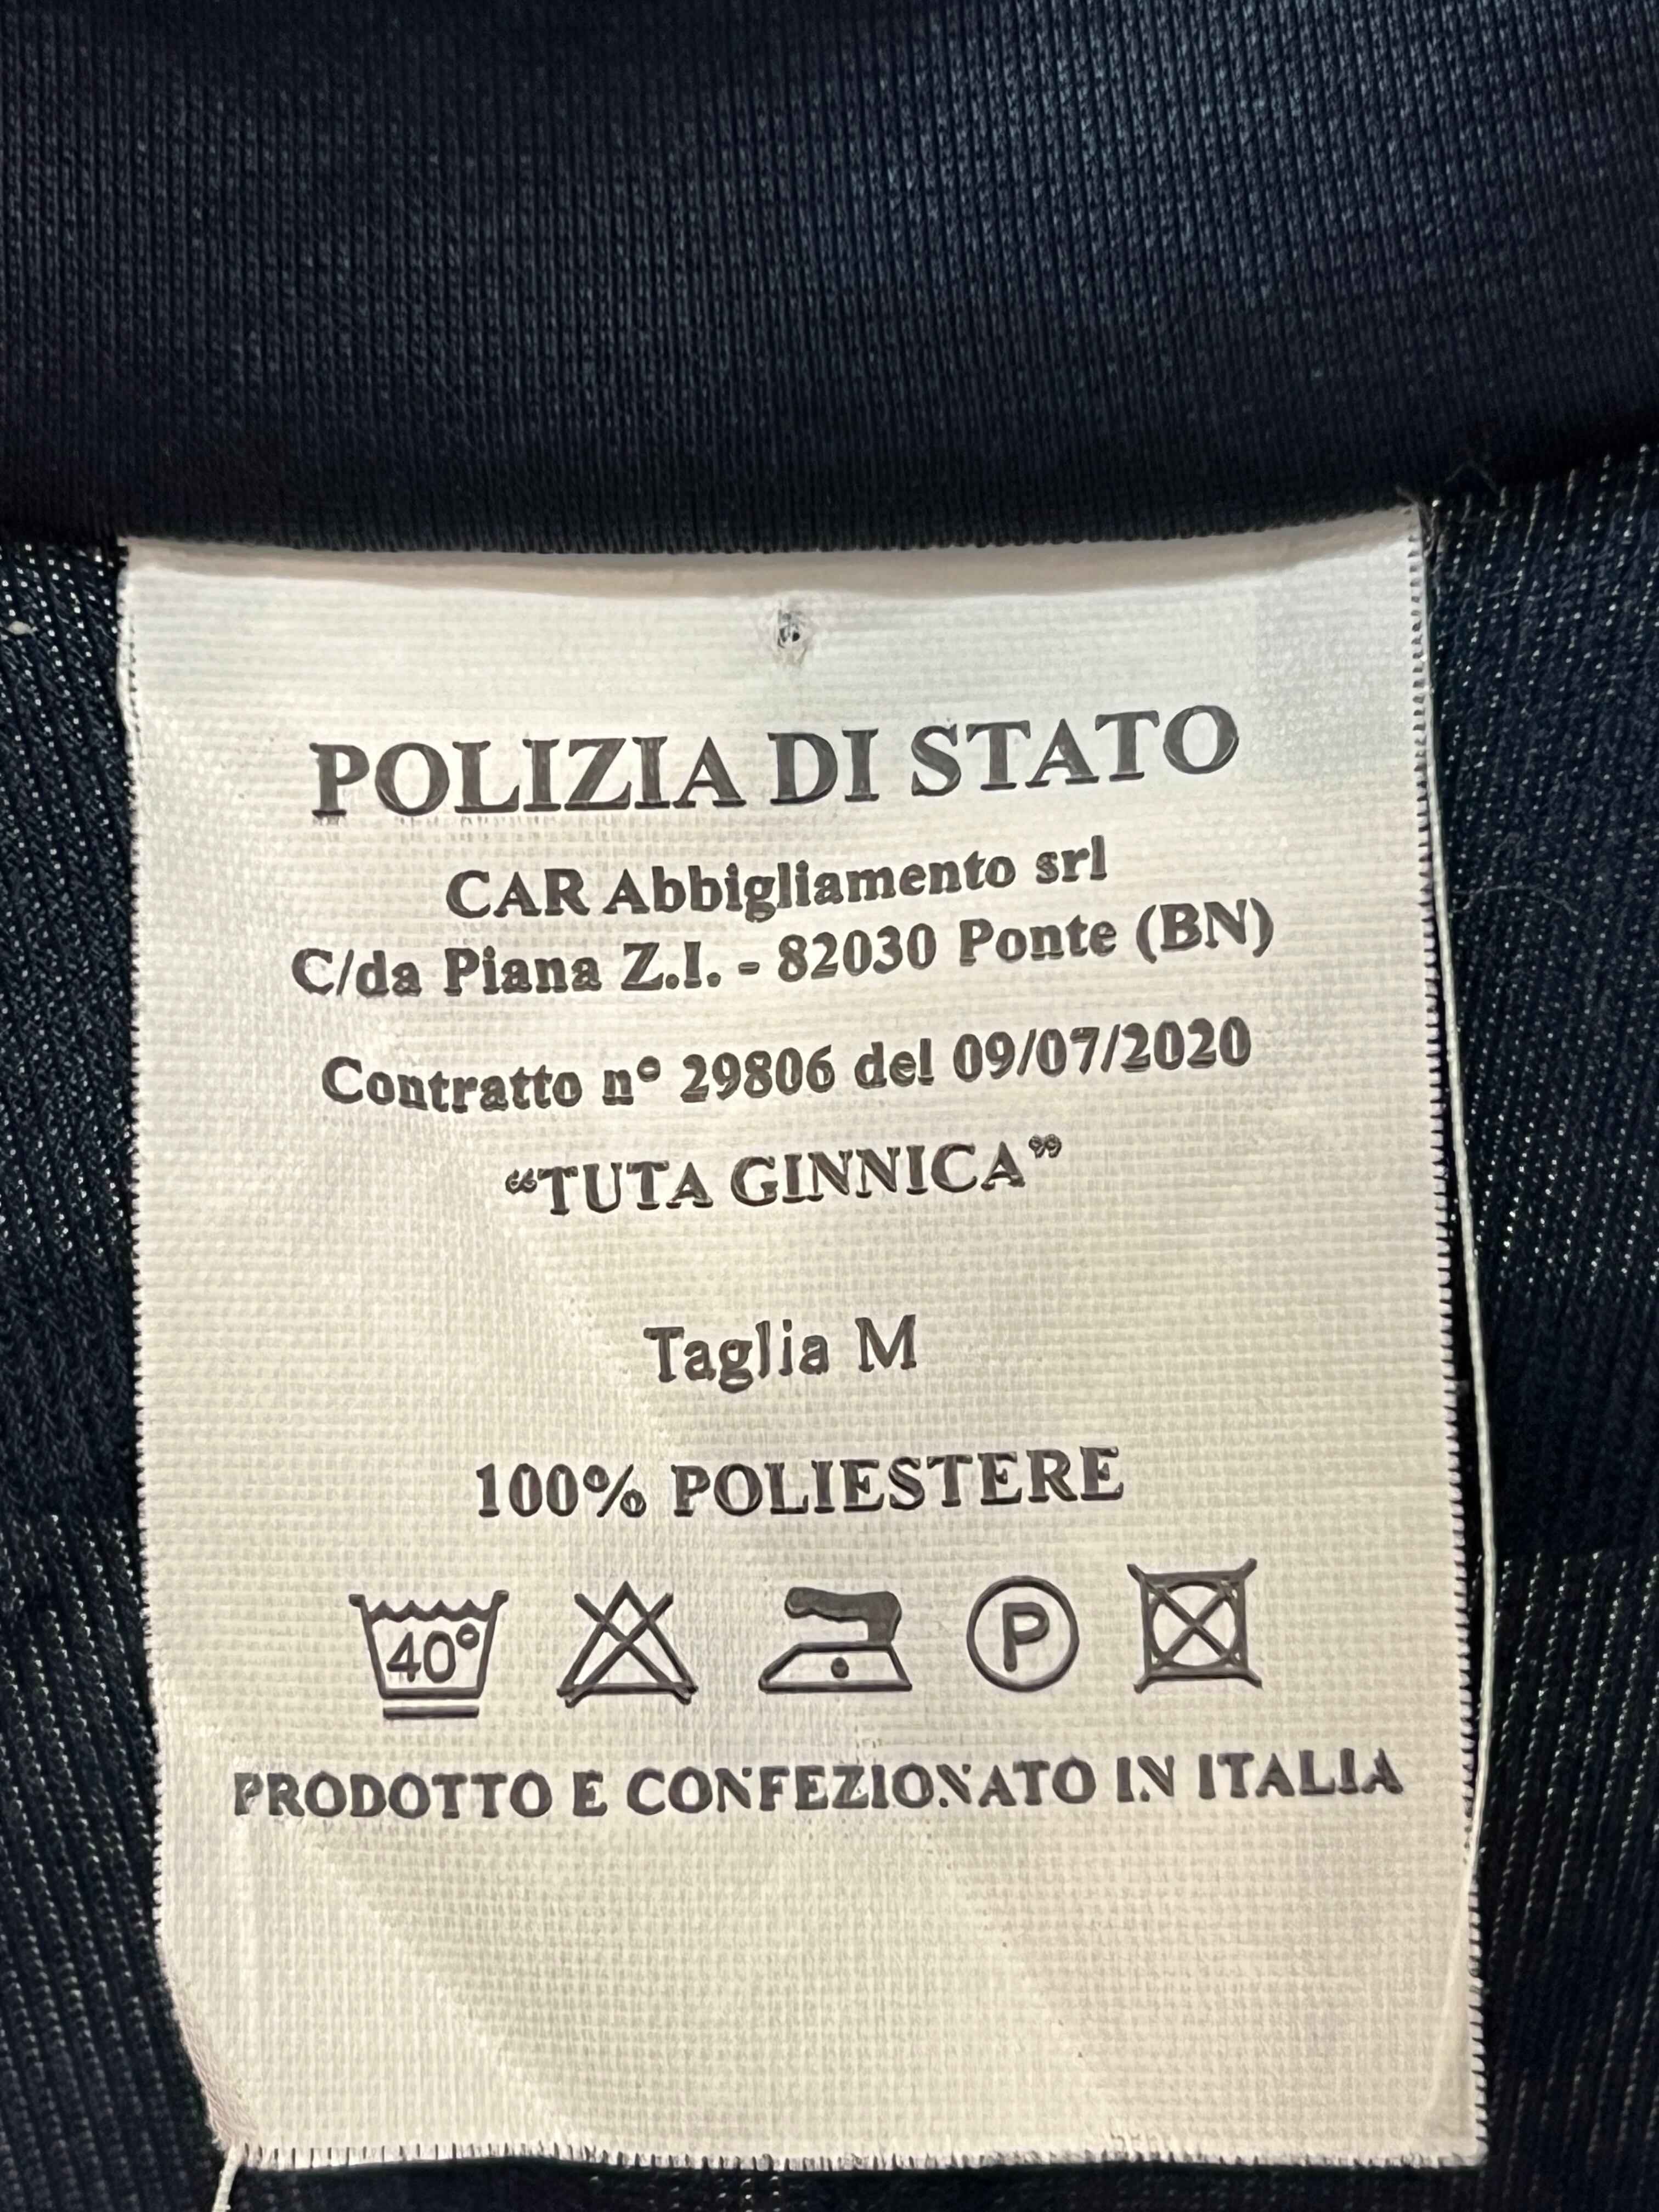 POLIZIA DI STATO
CAR Abbigliamento srl
C/da Piana Z.I. - 82030 Ponte (BN)
Contratto n° 29806 del 09/07/2020
“TUTA GINNICA”
Taglia M
100% POLIESTERE
40° P
PRODOTTO E CONFEZIONATO IN ITALIA